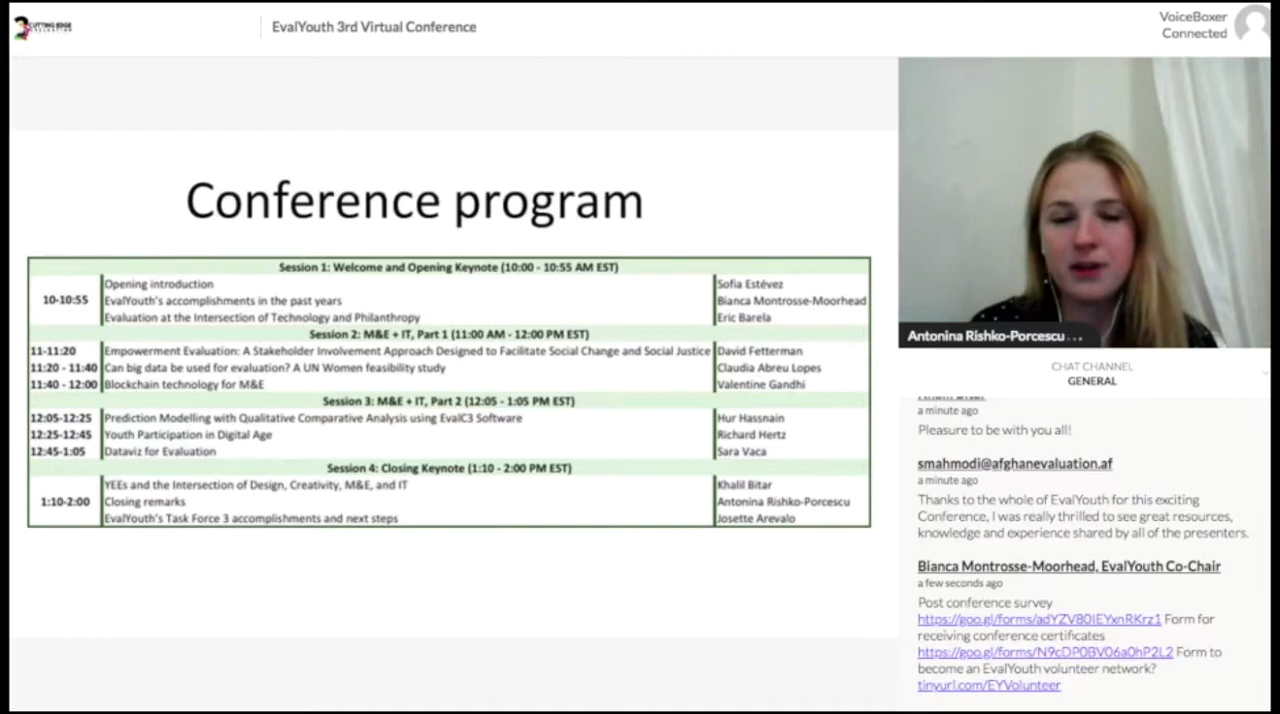 CUTTING EDGE
EvalYouth 3rd Virtual Conference
VoiceBoxer
Connected
Conference program
Session 1: Welcome and Opening Keynote (10:00 - 10:55 AM EST)
10-10:55
Opening introduction Sofia Estévez
EvalYouth's accomplishments in the past years Bianca Montrosse-Moorhead
Evaluation at the Intersection of Technology and Philanthropy Eric Barela
Session 2: M&E + IT, Part 1 (11:00 AM - 12:00 PM EST)
11-11:20 Empowerment Evaluation: A Stakeholder Involvement Approach Designed to Facilitate Social Change and Social Justice David Fetterman
11:20 - 11:40 Can big data be used for evaluation? A UN Women feasibility study Claudia Abreu Lopes
11:40 - 12:00 Blockchain technology for M&E Valentine Gandhi
Session 3: M&E + IT, Part 2 (12:05 - 1:05 PM EST)
12:05-12:25 Prediction Modelling with Qualitative Comparative Analysis using EvalC3 Software Hur Hassnain
12:25-12:45 Youth Participation in Digital Age Richard Hertz
12:45-1:05 Dataviz for Evaluation Sara Vaca
Session 4: Closing Keynote (1:10 - 2:00 PM EST)
1:10-2:00
YEEs and the Intersection of Design, Creativity, M&E, and IT Khalil Bitar
Closing remarks Antonina Rishko-Porcescu
EvalYouth's Task Force 3 accomplishments and next steps Josette Arevalo
Antonina Rishko-Porcescu ...
CHAT CHANNEL
GENERAL
a minute ago
Pleasure to be with you all!
smahmodi@afghanevaluation.af
a minute ago
Thanks to the whole of EvalYouth for this exciting
Conference, I was really thrilled to see great resources,
knowledge and experience shared by all of the presenters.
Bianca Montrosse-Moorhead, EvalYouth Co-Chair
a few seconds ago
Post conference survey
https://goo.gl/forms/adYZVB0IEYxnRKrz1 Form for
receiving conference certificates
https://goo.gl/forms/N9cDP0BV06a0hP2L2 Form to
become an EvalYouth volunteer network?
tinyurl.com/EYVolunteer